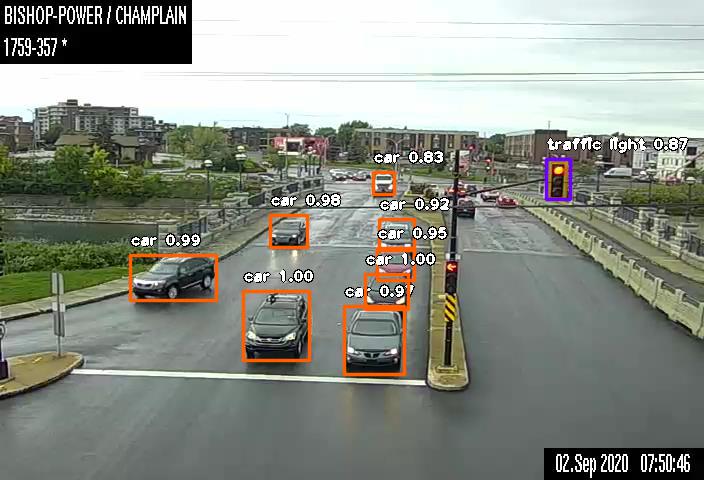 BISHOP-POWER / CHAMPLAIN
1759-357 *
traffic light 0.87
car 0.83
car 0.98
car 0.92
car 0.95
car 0.99
car 1.00
car 1.00
car 0.97
02.Sep 2020 07:50:46